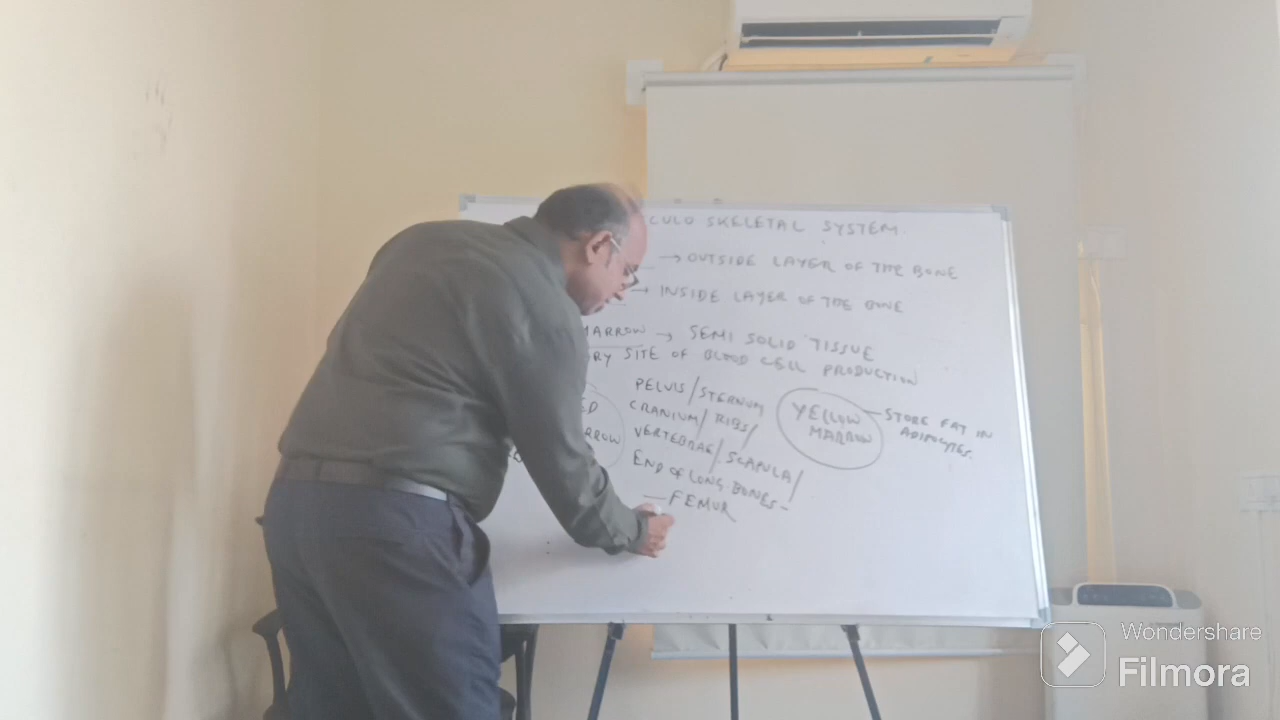 CULO SKELETAL SYSTEM.
→ OUTSIDE LAYER OF THE BONE
→ INSIDE LAYER OF THE BONE
MARROW → SEMI SOLID TISSUE
RY SITE OF BLOOD CELL PRODUCTION
ED
RROW
PELVIS/STERNUM
CRANIUM/RIBS/
VERTEBRAE/SCAPULA/
END OF LONG BONES-
— FEMUR
YELLOW
MARROW
STORE FAT IN
ADIPOCYTES.
Wondershare
Filmora